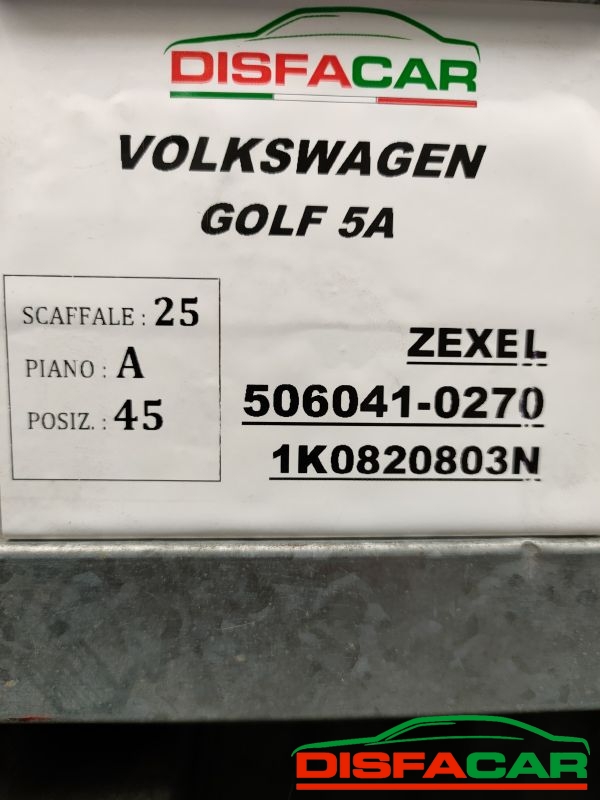 DISFACAR
VOLKSWAGEN
GOLF 5A
SCAFFALE : 25
PIANO : A
POSIZ. : 45
ZEXEL
506041-0270
1K0820803N
DISFACAR